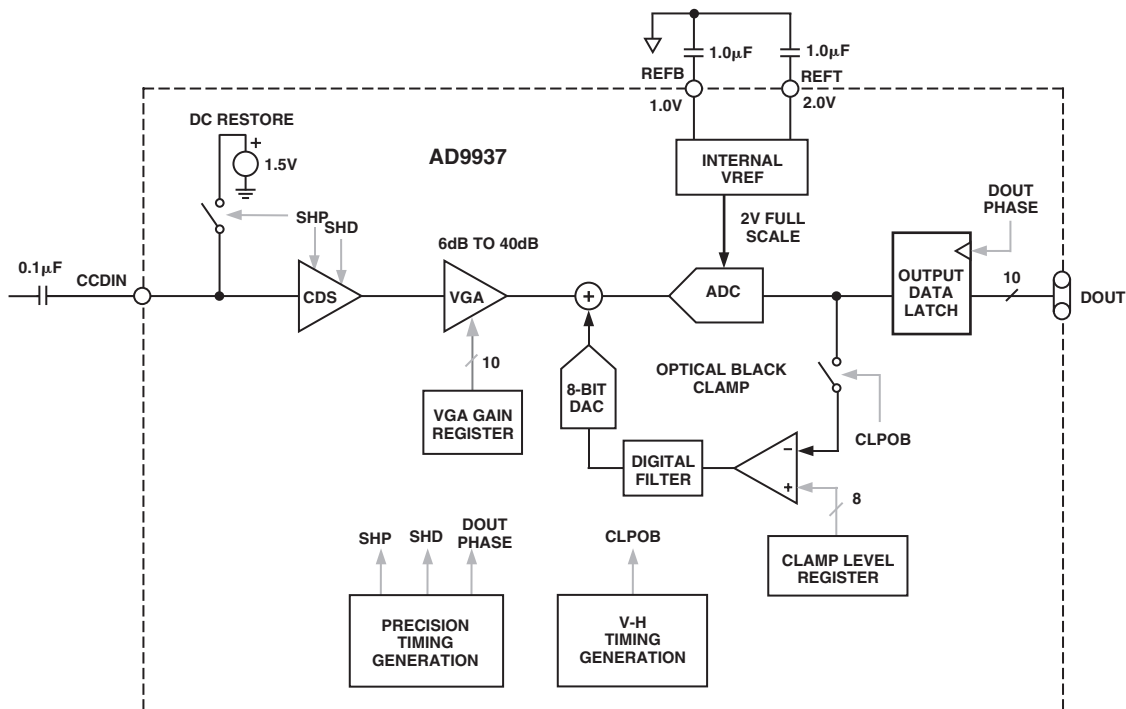 1.0μF
1.0μF
REFB
REFT
1.0V
2.0V
DC RESTORE
+
1.5V
AD9937
INTERNAL
VREF
SHP
SHD
2V FULL
SCALE
DOUT
PHASE
6dB TO 40dB
0.1μF
CCDIN
CDS
VGA
+
ADC
OUTPUT
DATA
LATCH
10
DOUT
10
VGA GAIN
REGISTER
8-BIT
DAC
OPTICAL BLACK
CLAMP
CLPOB
DIGITAL
FILTER
–
+
8
CLAMP LEVEL
REGISTER
SHP
SHD
DOUT
PHASE
CLPOB
PRECISION
TIMING
GENERATION
V-H
TIMING
GENERATION